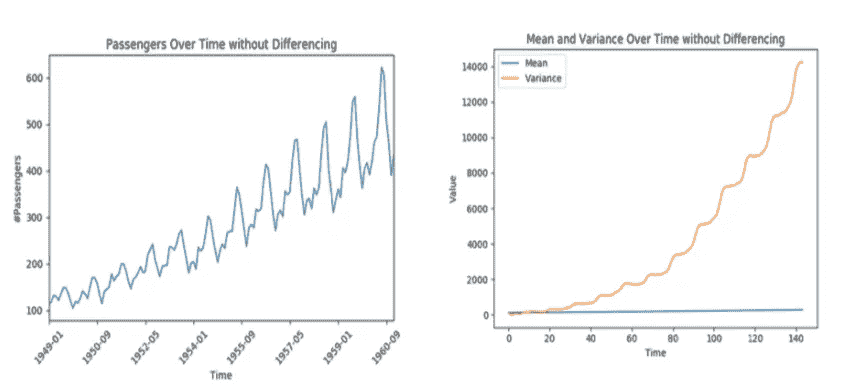 Passengers Over Time without Differencing
600
500
400
300
200
100
#Passengers
1949-01
1950-09
1952-05
1954-01
1955-09
1957-05
1959-01
1960-09
Time
Mean and Variance Over Time without Differencing
Mean
Variance
14000
12000
10000
8000
6000
4000
2000
0
Value
0 20 40 60 80 100 120 140
Time